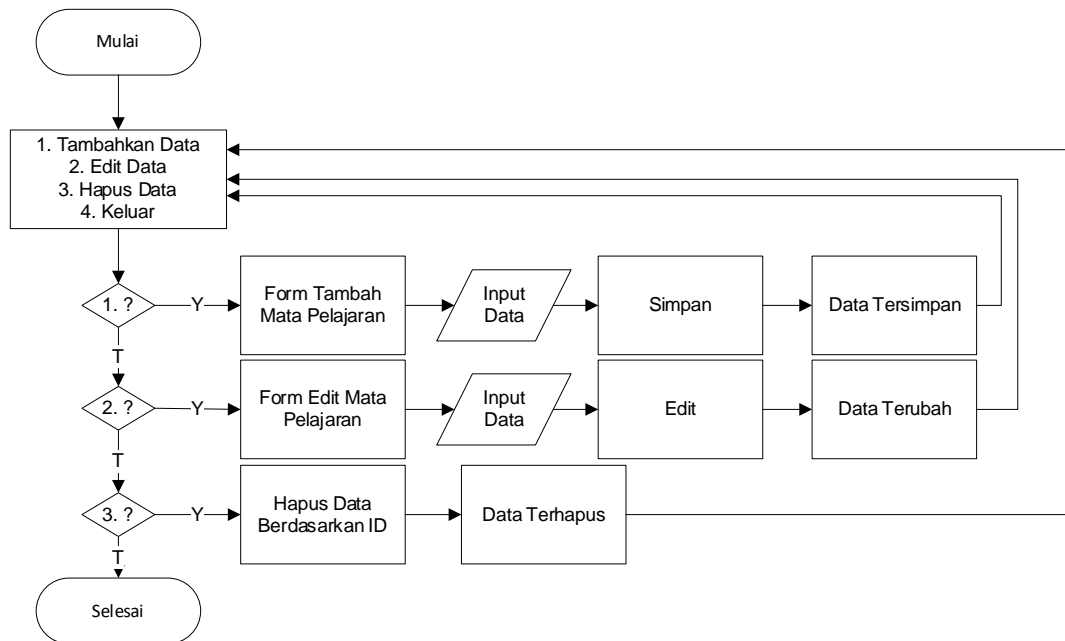 Mulai
1. Tambahkan Data
2. Edit Data
3. Hapus Data
4. Keluar
1. ?
Y
Form Tambah
Mata Pelajaran
Input
Data
Simpan
Data Tersimpan
T
2. ?
Y
Form Edit Mata
Pelajaran
Input
Data
Edit
Data Terubah
T
3. ?
Y
Hapus Data
Berdasarkan ID
Data Terhapus
T
Selesai